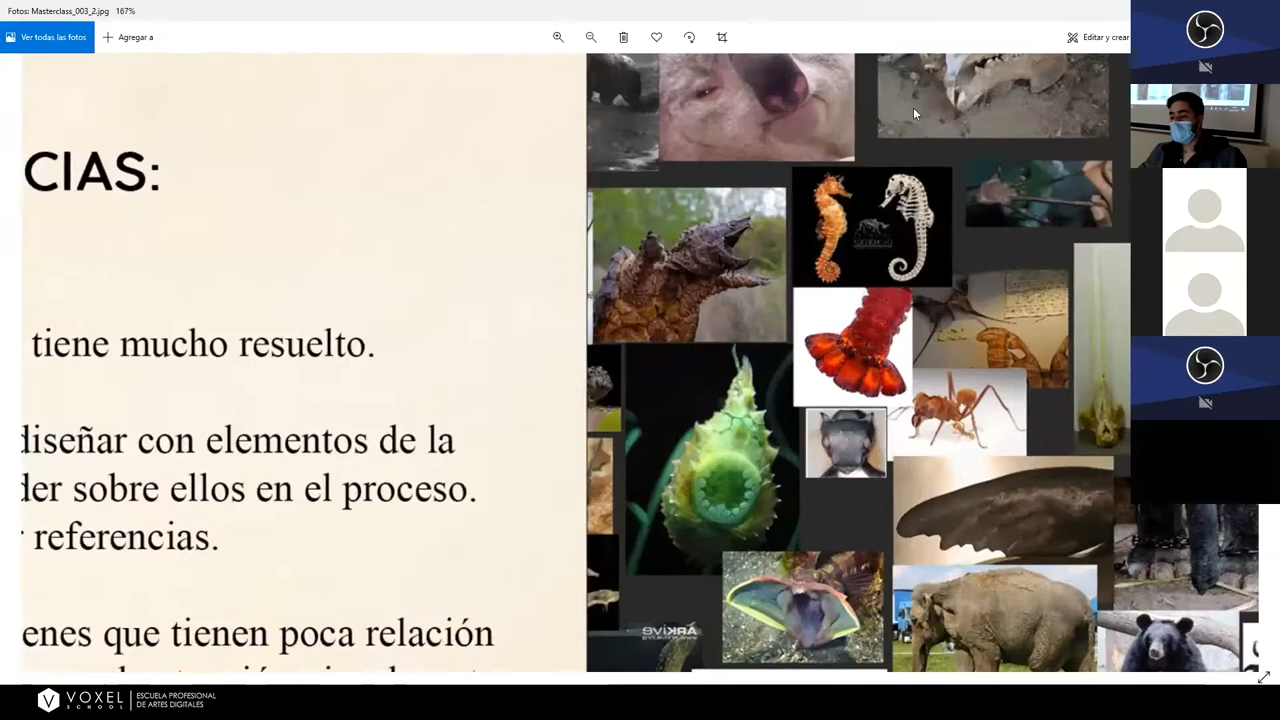 Fotos: Masterclass_003_2.jpg 167%
Ver todas las fotos
Agregar a
Editar y crear
CIAS:
tiene mucho resuelto.
diseñar con elementos de la
der sobre ellos en el proceso.
referencias.
enes que tienen poca relación
ARKIVE
VOXEL
SCHOOL
ESCUELA PROFESIONAL
DE ARTES DIGITALES